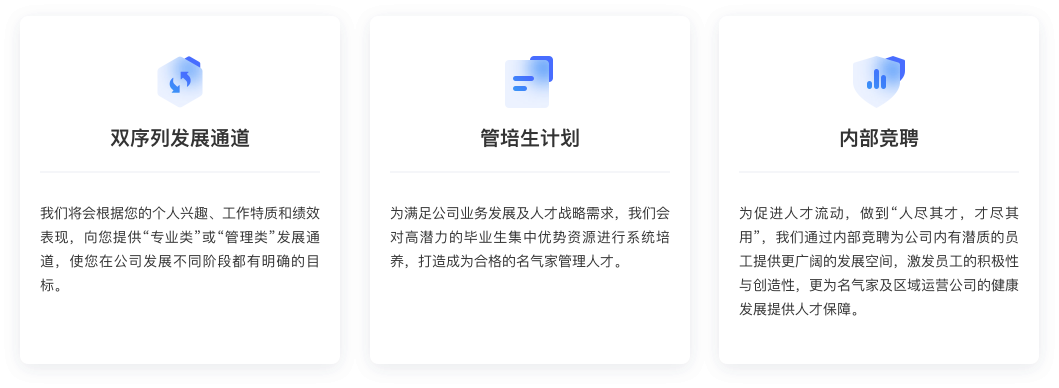 双序列发展通道
我们将会根据您的个人兴趣、工作特质和绩效
表现，向您提供“专业类”或“管理类”发展通
道，使您在公司发展不同阶段都有明确的目
标。
管培生计划
为满足公司业务发展及人才战略需求，我们会
对高潜力的毕业生集中优势资源进行系统培
养，打造成为合格的名气家管理人才。
内部竞聘
为促进人才流动，做到“人尽其才，才尽其
用”，我们通过内部竞聘为公司内有潜质的员
工提供更广阔的发展空间，激发员工的积极性
与创造性，更为名气家及区域运营公司的健康
发展提供人才保障。